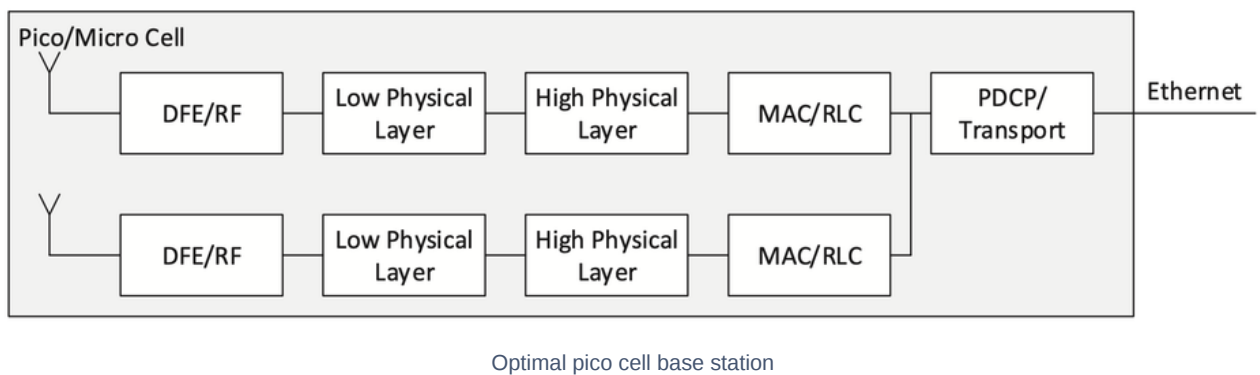 Pico/Micro Cell
DFE/RF
Low Physical
Layer
High Physical
Layer
MAC/RLC
PDCP/
Transport
Ethernet
DFE/RF
Low Physical
Layer
High Physical
Layer
MAC/RLC
Optimal pico cell base station